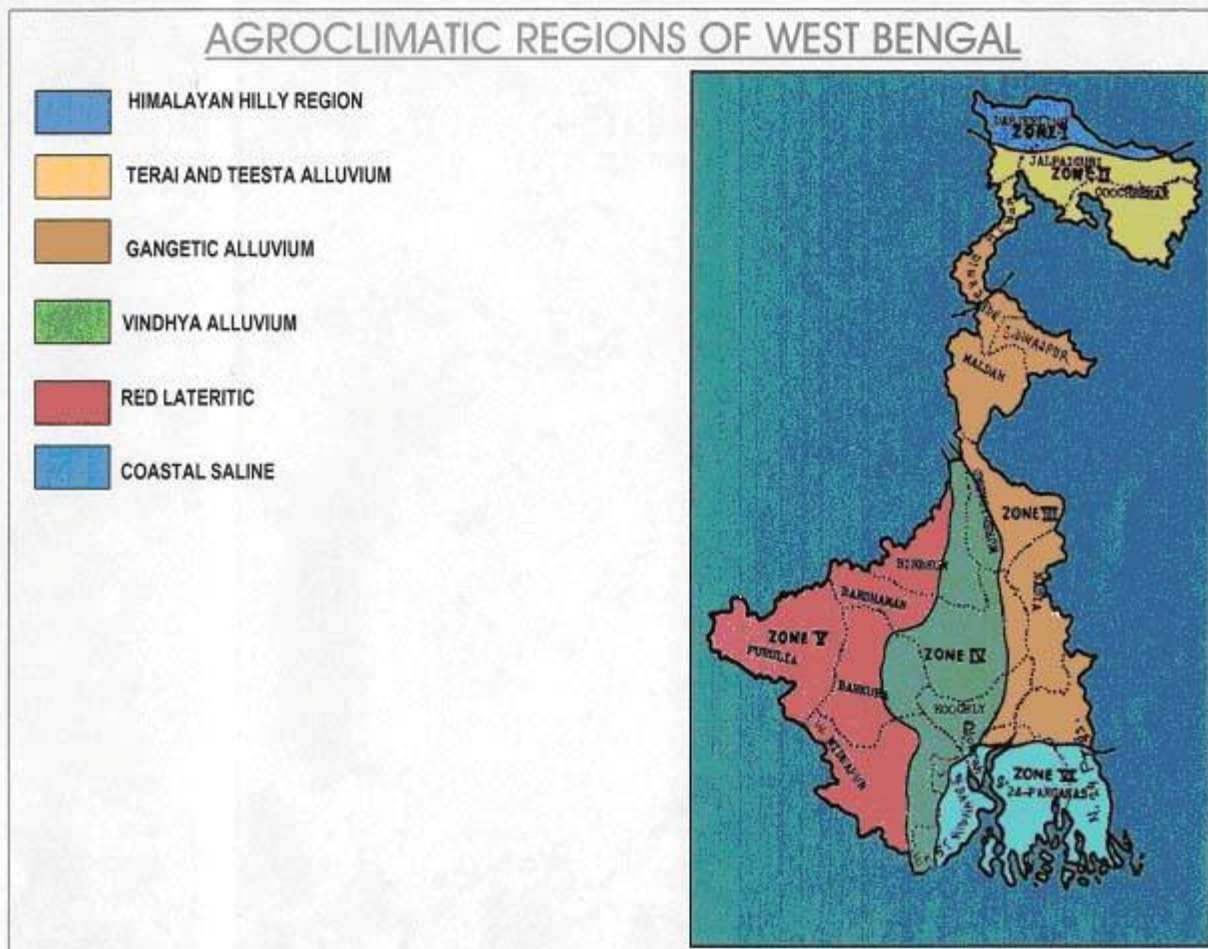 AGROCLIMATIC REGIONS OF WEST BENGAL
HIMALAYAN HILLY REGION
TERAI AND TEESTA ALLUVIUM
GANGETIC ALLUVIUM
VINDHYA ALLUVIUM
RED LATERITIC
COASTAL SALINE
ZONE I
JALPAIGURI
ZONE II
MALDAH
ZONE III
BIRBHUM
BARDHAMAN
ZONE V
PURULIA
ZONE IV
BANKURA
HOOGHLY
ZONE VI
24-PARGANAS